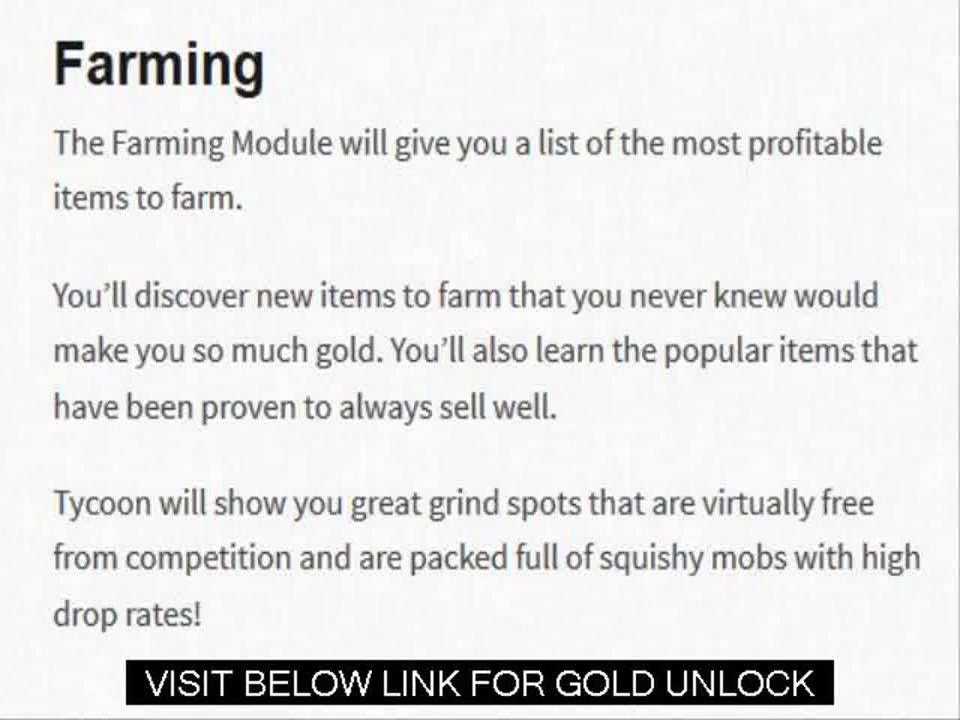 Farming
The Farming Module will give you a list of the most profitable
items to farm.
You’ll discover new items to farm that you never knew would
make you so much gold. You’ll also learn the popular items that
have been proven to always sell well.
Tycoon will show you great grind spots that are virtually free
from competition and are packed full of squishy mobs with high
drop rates!
VISIT BELOW LINK FOR GOLD UNLOCK